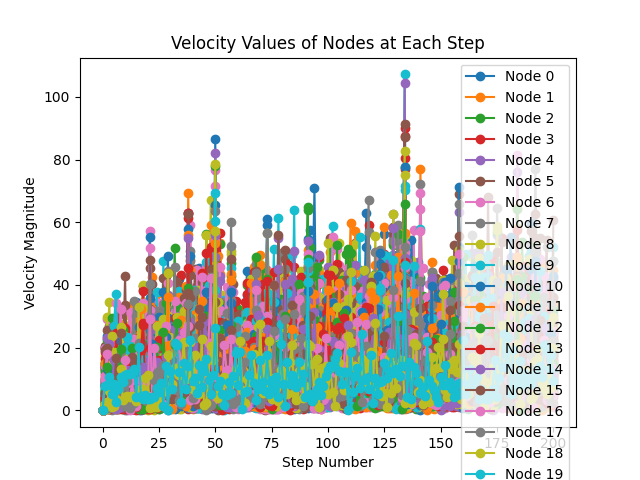 Velocity Values of Nodes at Each Step
Velocity Magnitude
100
80
60
40
20
0
0 25 50 75 100 125 150 175 200
Step Number
Node 0
Node 1
Node 2
Node 3
Node 4
Node 5
Node 6
Node 7
Node 8
Node 9
Node 10
Node 11
Node 12
Node 13
Node 14
Node 15
Node 16
Node 17
Node 18
Node 19